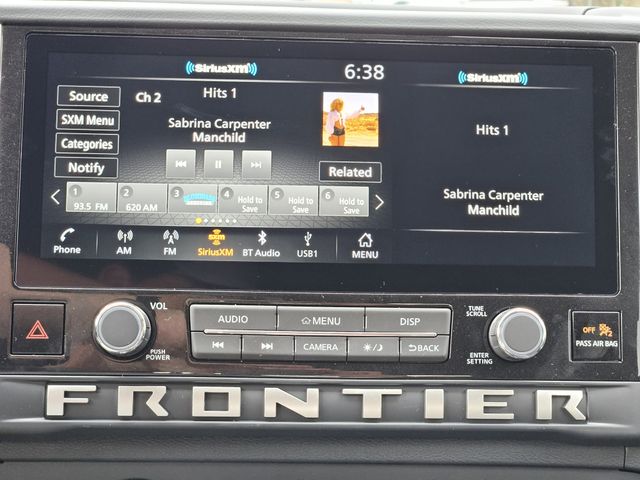 SiriusXM
6:38
SiriusXM
Source
Ch 2
Hits 1
SXM Menu
Sabrina Carpenter
Manchild
Hits 1
Categories
Notify
Related
Sabrina Carpenter
Manchild
1
93.5 FM
2
620 AM
3
4
Hold to
Save
5
Hold to
Save
6
Hold to
Save
Phone
AM
FM
SXM
SiriusXM
BT Audio
USB1
MENU
VOL
PUSH
POWER
AUDIO
MENU
DISP
CAMERA
BACK
TUNE
SCROLL
ENTER
SETTING
OFF
2
PASS AIR BAG
FRONTIER